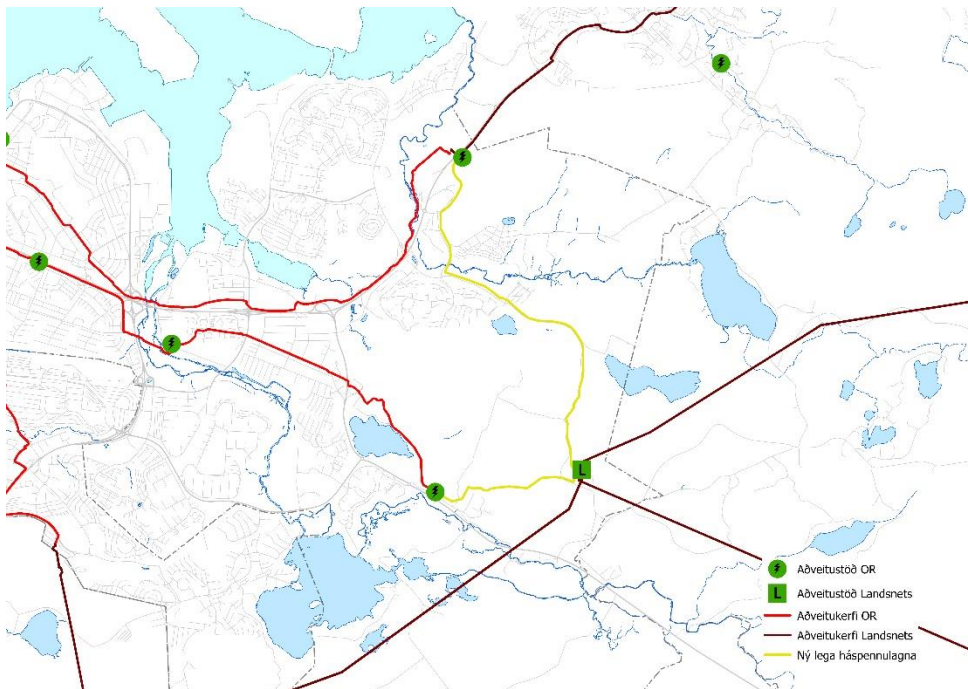 L
Aðveitustöð OR
L Aðveitustöð Landsnets
Aðveitukerfi OR
Aðveitukerfi Landsnets
Ný lega háspennulagna